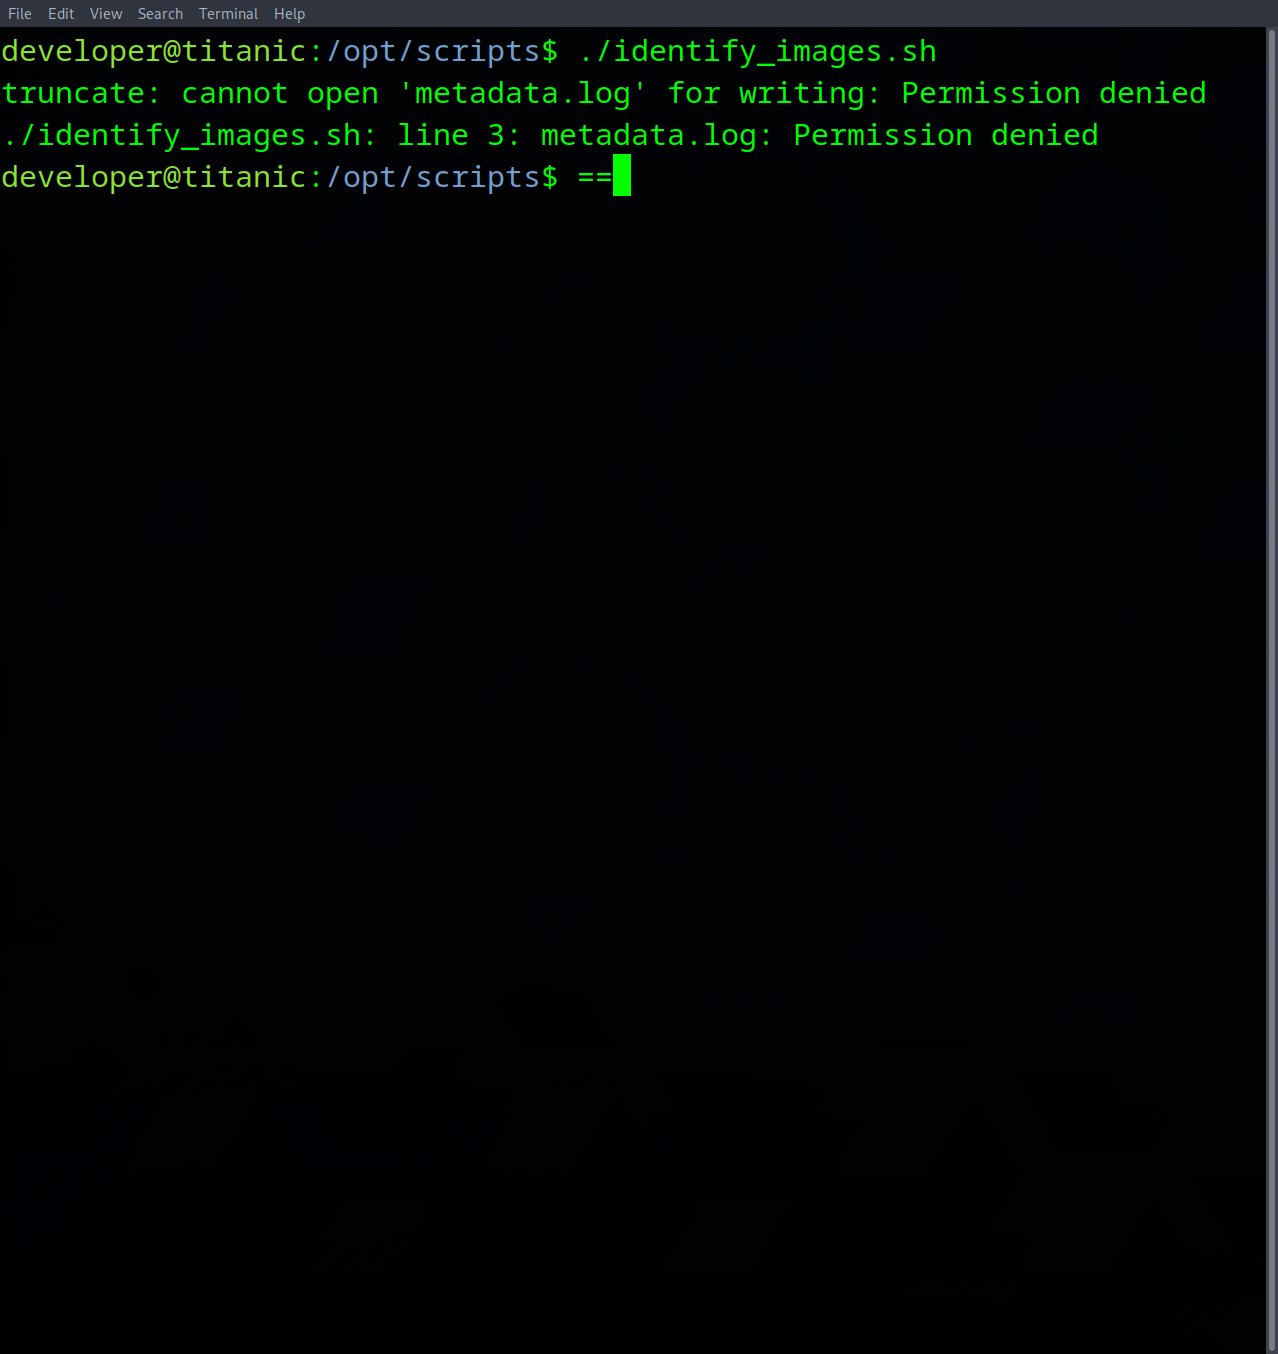 File Edit View Search Terminal Help
developer@titanic:/opt/scripts$ ./identify_images.sh
truncate: cannot open 'metadata.log' for writing: Permission denied
./identify_images.sh: line 3: metadata.log: Permission denied
developer@titanic:/opt/scripts$ ==